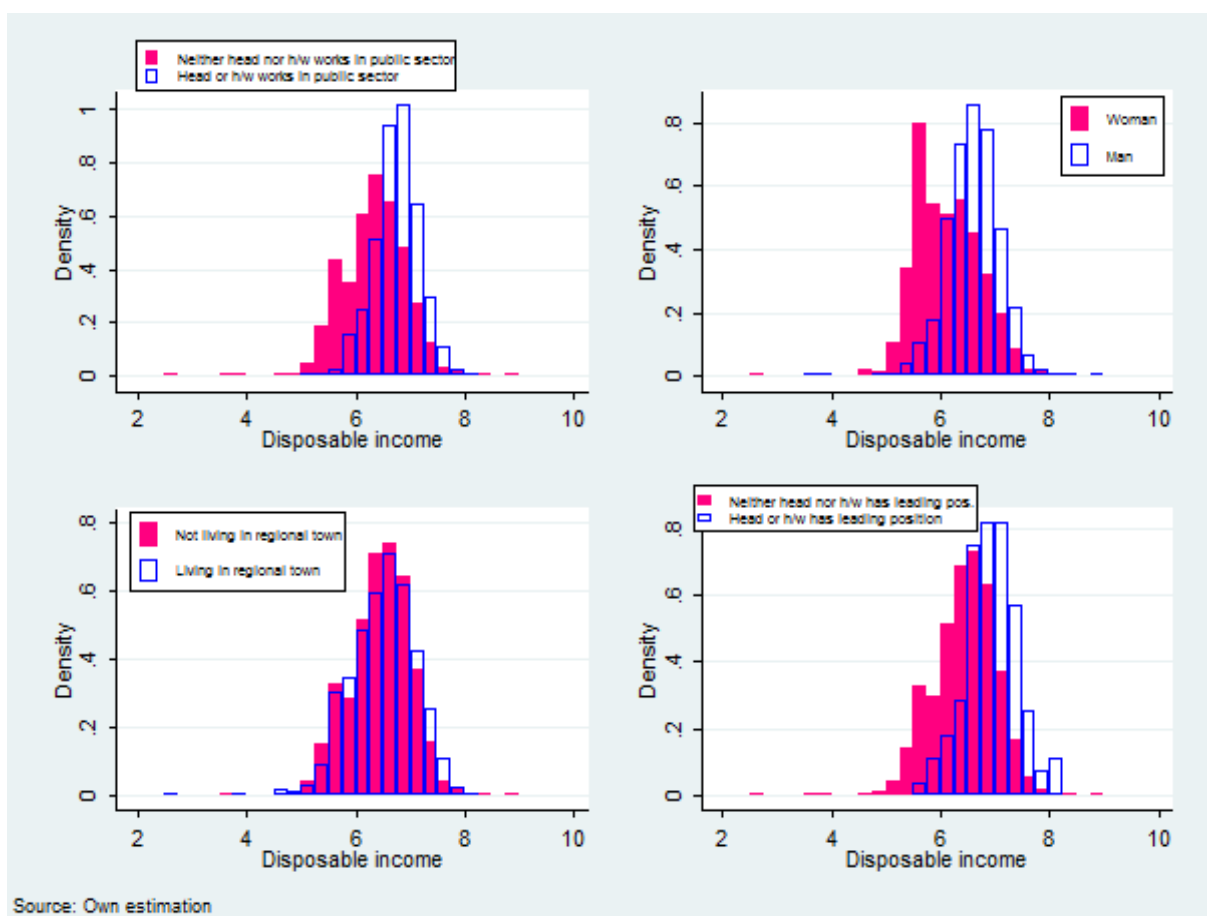 Neither head nor h/w works in public sector
Head or h/w works in public sector
Density
0 .2 .4 .6 .8 1
2 4 6 8 10
Disposable income
Woman
Man
Density
0 .2 .4 .6 .8
2 4 6 8 10
Disposable income
Not living in regional town
Living in regional town
Density
0 .2 .4 .6 .8
2 4 6 8 10
Disposable income
Neither head nor h/w has leading pos.
Head or h/w has leading position
Density
0 .2 .4 .6 .8
2 4 6 8 10
Disposable income
Source: Own estimation